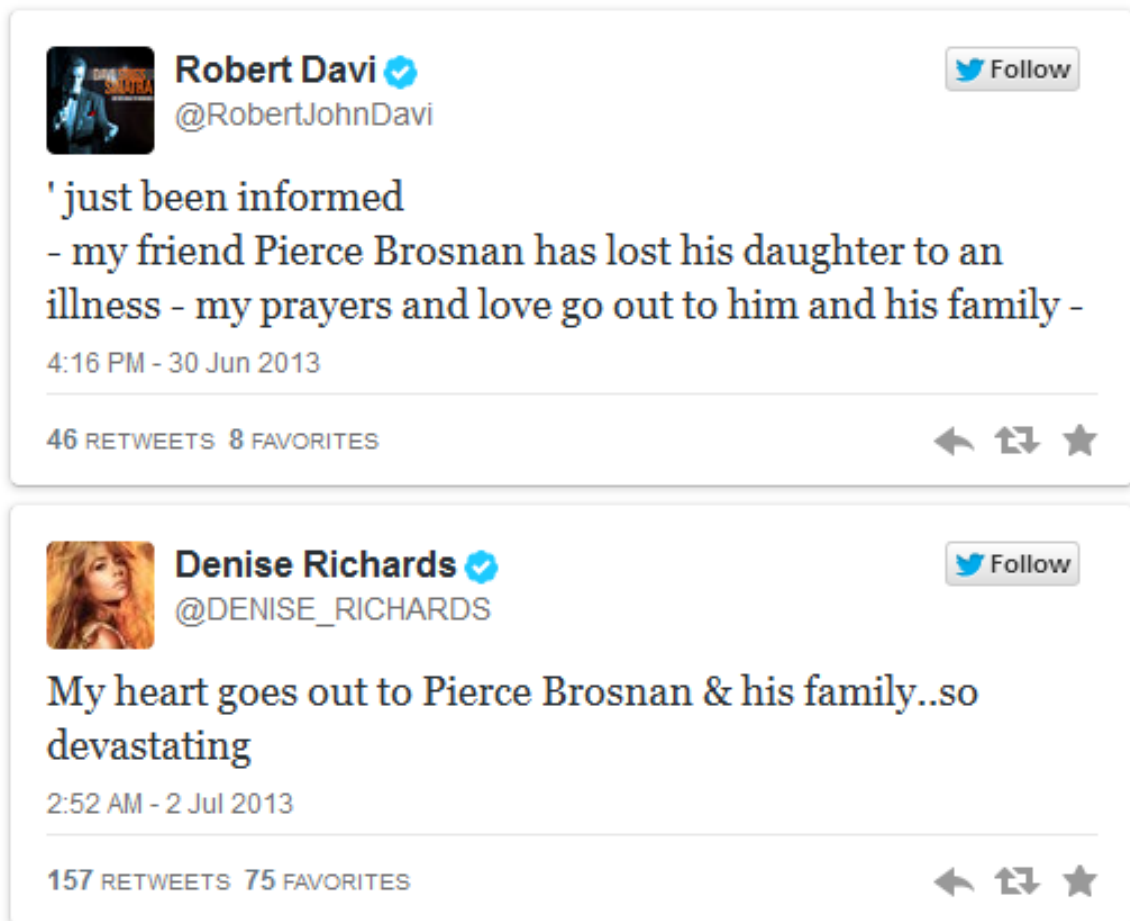 Robert Davi
Follow
@RobertJohnDavi
' just been informed
- my friend Pierce Brosnan has lost his daughter to an
illness - my prayers and love go out to him and his family -
4:16 PM - 30 Jun 2013
46 RETWEETS 8 FAVORITES
Denise Richards
Follow
@DENISE_RICHARDS
My heart goes out to Pierce Brosnan & his family..so
devastating
2:52 AM - 2 Jul 2013
157 RETWEETS 75 FAVORITES